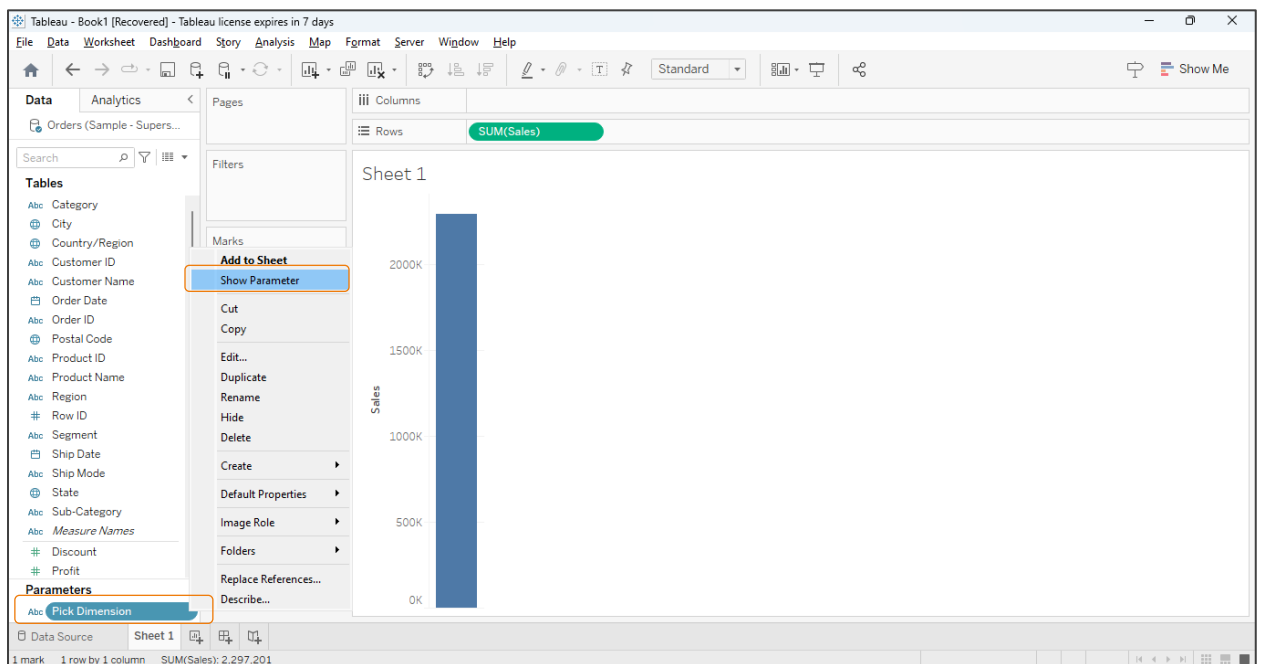 Tableau - Book1 [Recovered] - Tableau license expires in 7 days
File Data Worksheet Dashboard Story Analysis Map Format Server Window Help
Standard
Show Me
Data Analytics
Pages
Columns
Orders (Sample - Supers...
Rows SUM(Sales)
Search
Filters
Sheet 1
Tables
Abc Category
City
Country/Region
Abc Customer ID
Abc Customer Name
Order Date
Abc Order ID
Postal Code
Abc Product ID
Abc Product Name
Abc Region
# Row ID
Abc Segment
Ship Date
Abc Ship Mode
State
Abc Sub-Category
Abc Measure Names
# Discount
# Profit
Parameters
Abc Pick Dimension
Marks
Add to Sheet
Show Parameter
Cut
Copy
Edit...
Duplicate
Rename
Hide
Delete
Create
Default Properties
Image Role
Folders
Replace References...
Describe...
Sales
2000K
1500K
1000K
500K
0K
Data Source Sheet 1
1 mark 1 row by 1 column SUM(Sales): 2,297,201